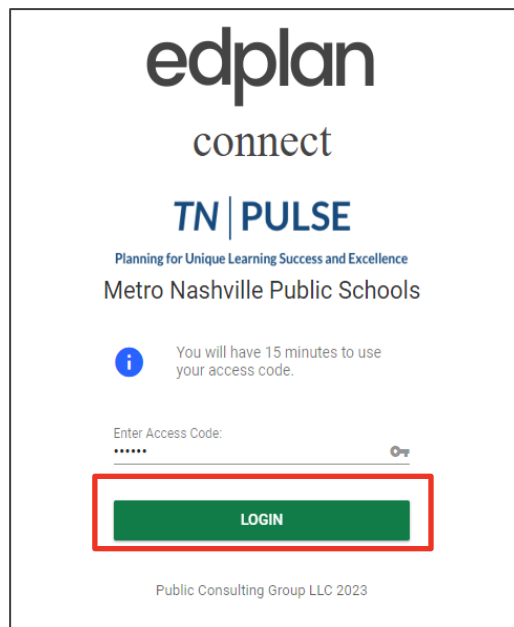 edplan
connect
TN | PULSE
Planning for Unique Learning Success and Excellence
Metro Nashville Public Schools
You will have 15 minutes to use
your access code.
Enter Access Code:
••••••
LOGIN
Public Consulting Group LLC 2023